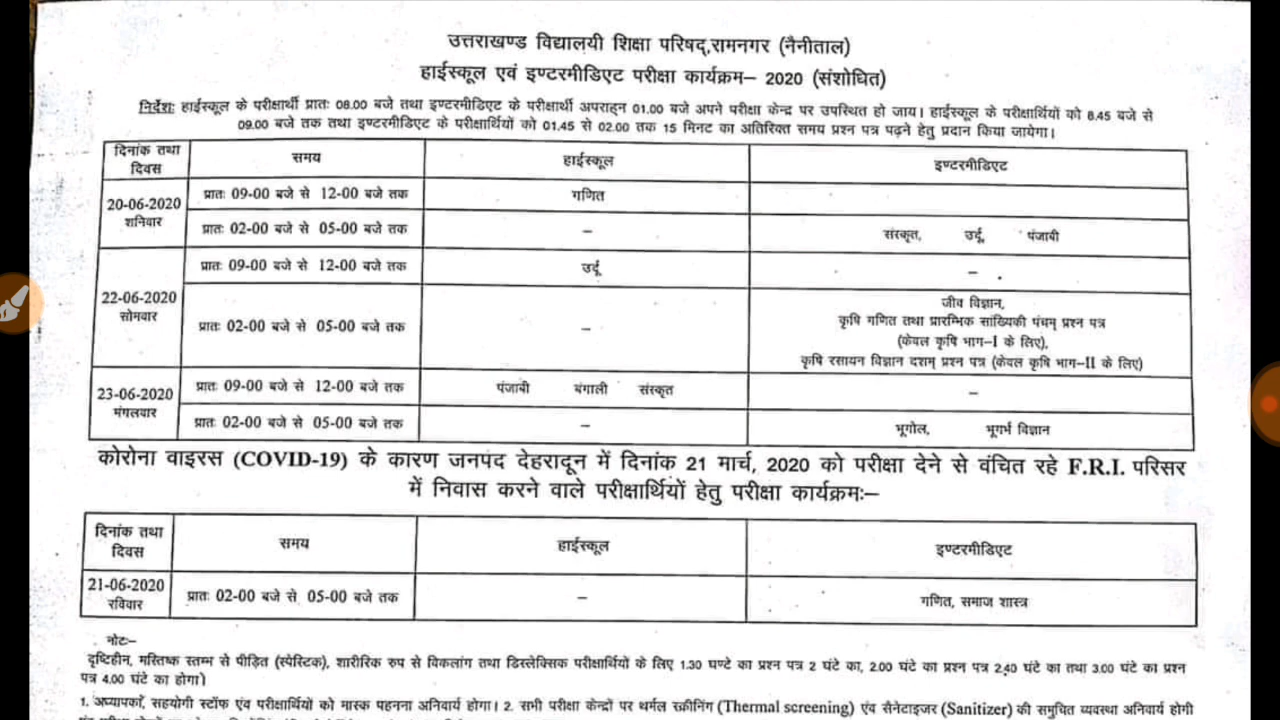 उत्तराखण्ड विद्यालयी शिक्षा परिषद्,रामनगर (नैनीताल)
हाईस्कूल एवं इण्टरमीडिएट परीक्षा कार्यक्रम– 2020 (संशोधित)
निर्देशः हाईस्कूल के परीक्षार्थी प्रातः 08.00 बजे तथा इण्टरमीडिएट के परीक्षार्थी अपराहन 01.00 बजे अपने परीक्षा केन्द्र पर उपस्थित हो जाय। हाईस्कूल के परीक्षार्थियों को 8.45 बजे से
09.00 बजे तक तथा इण्टरमीडिएट के परीक्षार्थियों को 01.45 से 02.00 तक 15 मिनट का अतिरिक्त समय प्रश्न पत्र पढ़ने हेतु प्रदान किया जायेगा।
दिनांक तथा दिवस समय हाईस्कूल इण्टरमीडिएट
20-06-2020 शनिवार प्रातः 09-00 बजे से 12-00 बजे तक गणित
प्रातः 02-00 बजे से 05-00 बजे तक – संस्कृत, उर्दू, पंजाबी
22-06-2020 सोमवार प्रातः 09-00 बजे से 12-00 बजे तक उर्दू –
प्रातः 02-00 बजे से 05-00 बजे तक – जीव विज्ञान,
कृषि गणित तथा प्रारम्भिक सांख्यिकी पंचम् प्रश्न पत्र
(केवल कृषि भाग–I के लिए),
कृषि रसायन विज्ञान दशम् प्रश्न पत्र (केवल कृषि भाग–II के लिए)
23-06-2020 मंगलवार प्रातः 09-00 बजे से 12-00 बजे तक पंजाबी बंगाली संस्कृत –
प्रातः 02-00 बजे से 05-00 बजे तक – भूगोल, भूगर्भ विज्ञान
कोरोना वाइरस (COVID-19) के कारण जनपद देहरादून में दिनांक 21 मार्च, 2020 को परीक्षा देने से वंचित रहे F.R.I. परिसर
में निवास करने वाले परीक्षार्थियों हेतु परीक्षा कार्यक्रमः–
दिनांक तथा दिवस समय हाईस्कूल इण्टरमीडिएट
21-06-2020 रविवार प्रातः 02-00 बजे से 05-00 बजे तक – गणित, समाज शास्त्र
नोटः–
दृष्टिहीन, मस्तिष्क स्तम्भ से पीड़ित (स्पेस्टिक), शारीरिक रुप से विकलांग तथा डिस्लेक्सिक परीक्षार्थियों के लिए 1.30 घण्टे का प्रश्न पत्र 2 घंटे का, 2.00 घंटे का प्रश्न पत्र 2.40 घंटे का तथा 3.00 घंटे का प्रश्न
पत्र 4.00 घंटे का होगा)
1. अध्यापकों, सहयोगी स्टॉफ एंव परीक्षार्थियों को मास्क पहनना अनिवार्य होगा। 2. सभी परीक्षा केन्द्रों पर थर्मल स्क्रीनिंग (Thermal screening) एंव सैनेटाइजर (Sanitizer) की समुचित व्यवस्था अनिवार्य होगी